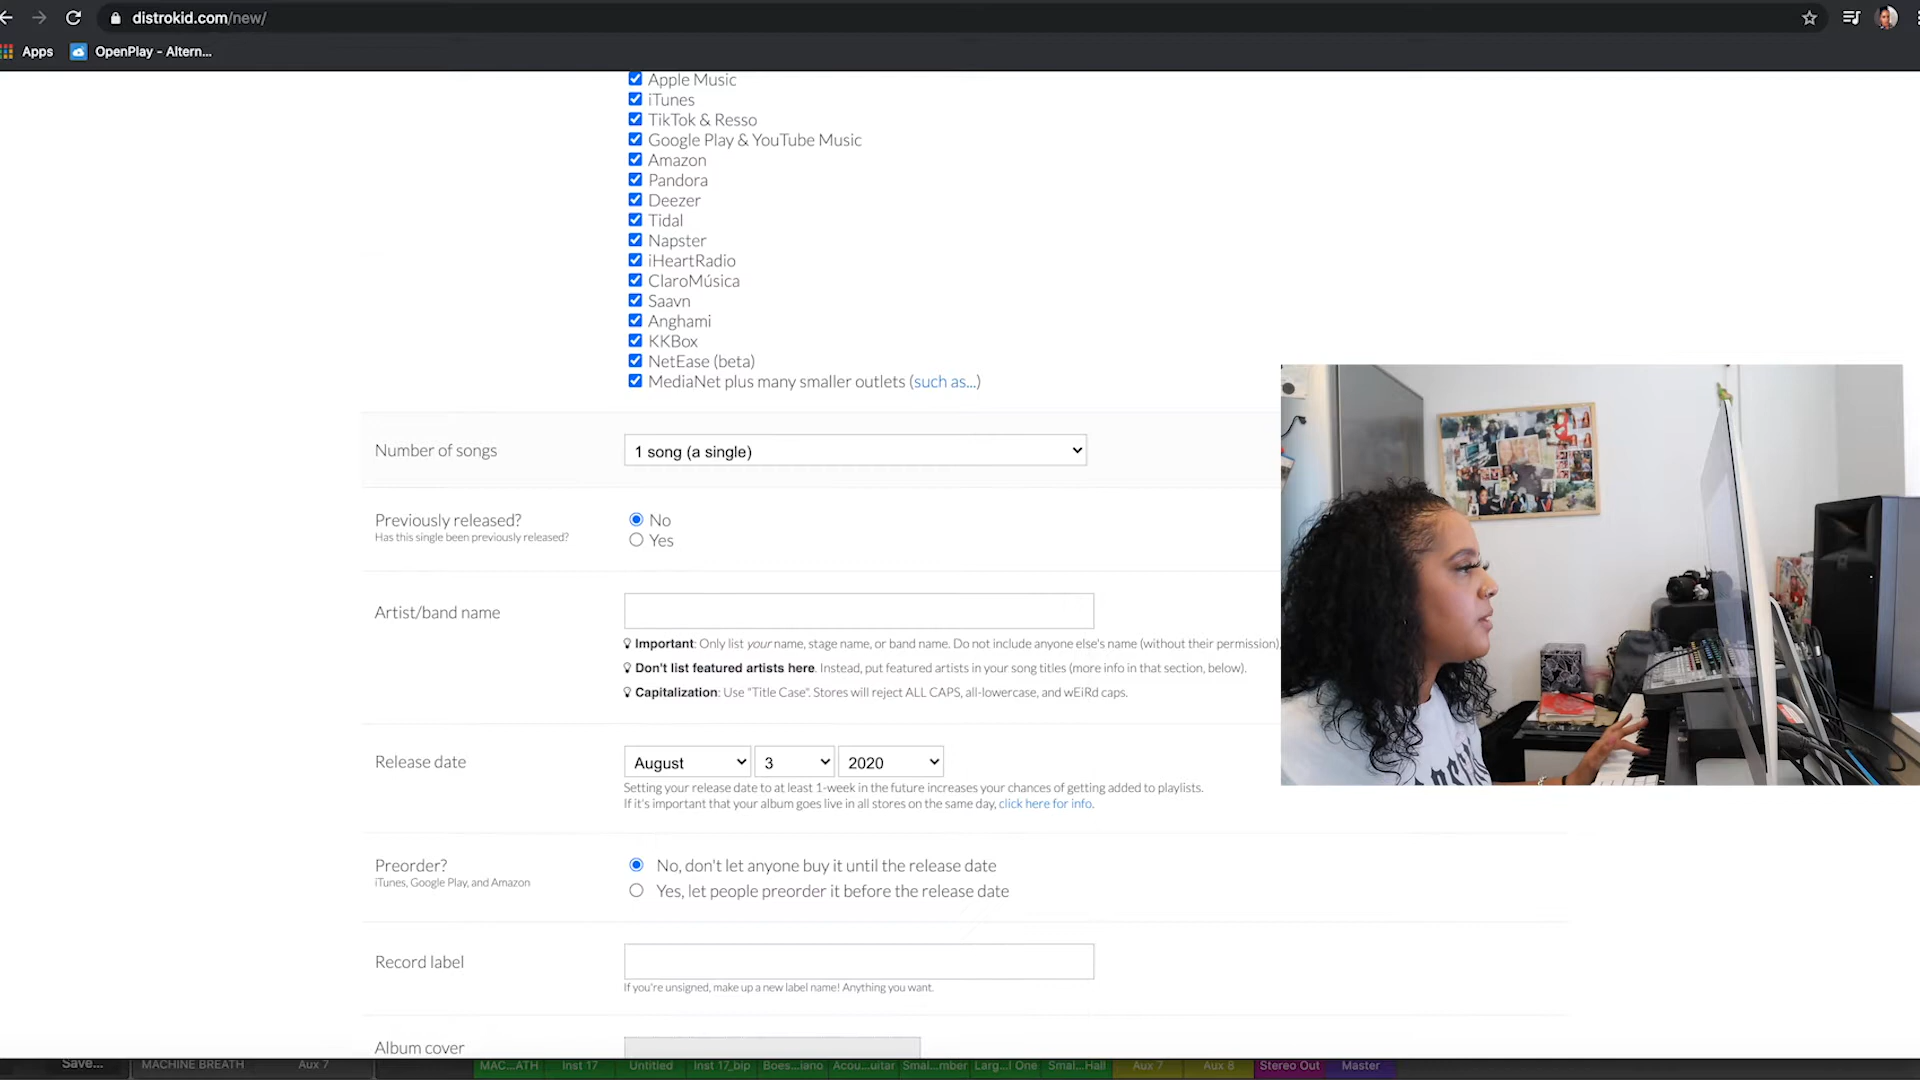 distrokid.com/new/
Apps OpenPlay - Altern...
Apple Music
iTunes
TikTok & Resso
Google Play & YouTube Music
Amazon
Pandora
Deezer
Tidal
Napster
iHeartRadio
ClaroMúsica
Saavn
Anghami
KKBox
NetEase (beta)
MediaNet plus many smaller outlets (such as...)
Number of songs
1 song (a single)
Previously released?
Has this single been previously released?
No
Yes
Artist/band name
Important: Only list your name, stage name, or band name. Do not include anyone else's name (without their permission),
Don't list featured artists here. Instead, put featured artists in your song titles (more info in that section, below).
Capitalization: Use "Title Case". Stores will reject ALL CAPS, all-lowercase, and wEiRd caps.
Release date
August 3 2020
Setting your release date to at least 1-week in the future increases your chances of getting added to playlists.
If it's important that your album goes live in all stores on the same day, click here for info.
Preorder?
iTunes, Google Play, and Amazon
No, don't let anyone buy it until the release date
Yes, let people preorder it before the release date
Record label
If you're unsigned, make up a new label name! Anything you want.
Album cover
Save... MACHINE BREATH Aux 7 MAC...ATH Inst 17 Untitled Inst 17_bip Boes...iano Acou...uitar Smal...mber Larg...l One Smal...Hall Aux 7 Aux 8 Stereo Out Master